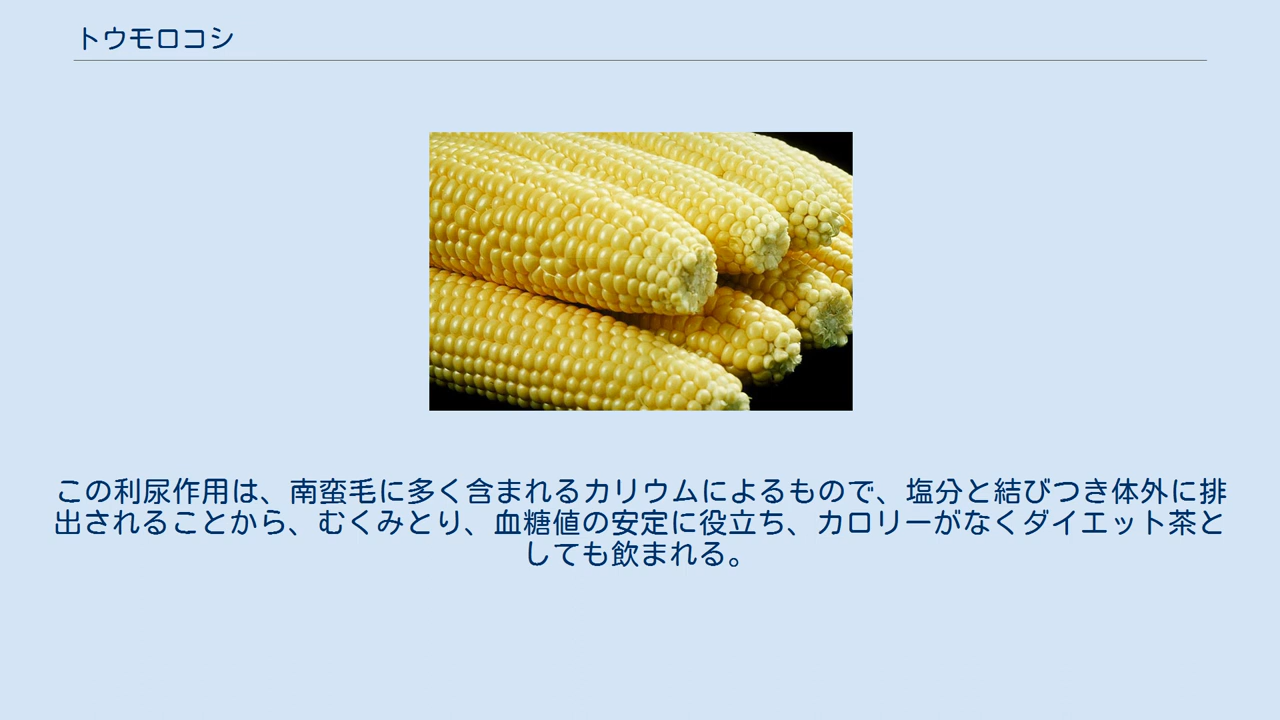 トウモロコシ
この利尿作用は、南蛮毛に多く含まれるカリウムによるもので、塩分と結びつき体外に排
出されることから、むくみとり、血糖値の安定に役立ち、カロリーがなくダイエット茶と
しても飲まれる。